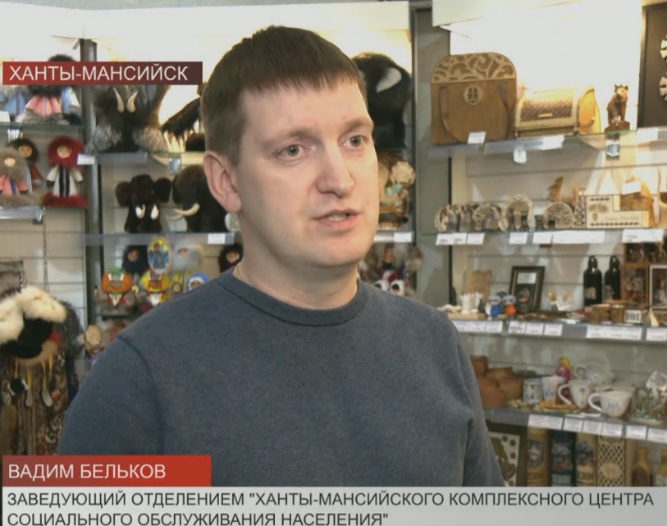 ХАНТЫ-МАНСИЙСК
ВАДИМ БЕЛЬКОВ
ЗАВЕДУЮЩИЙ ОТДЕЛЕНИЕМ "ХАНТЫ-МАНСИЙСКОГО КОМПЛЕКСНОГО ЦЕНТРА
СОЦИАЛЬНОГО ОБСЛУЖИВАНИЯ НАСЕЛЕНИЯ"